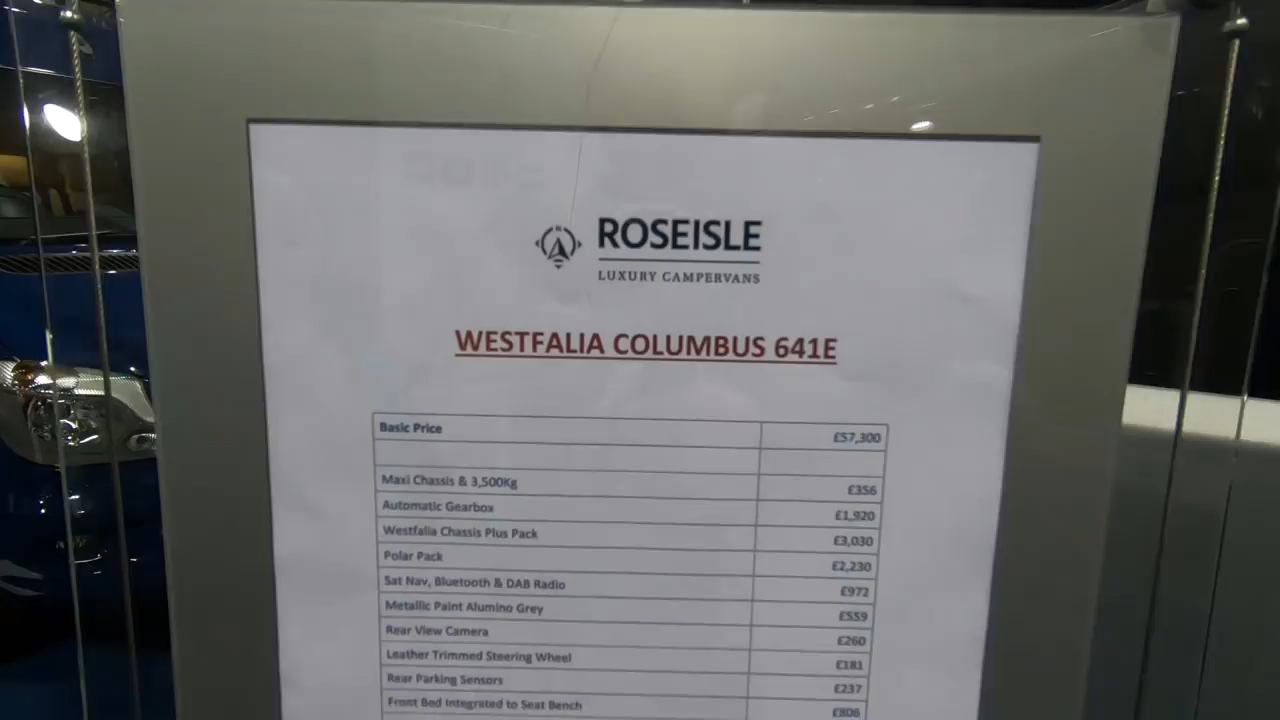 ROSEISLE
LUXURY CAMPERVANS
WESTFALIA COLUMBUS 641E
Basic Price £57,300
Maxi Chassis & 3,500Kg £356
Automatic Gearbox £1,920
Westfalia Chassis Plus Pack £3,030
Polar Pack £2,230
Sat Nav, Bluetooth & DAB Radio £972
Metallic Paint Alumino Grey £559
Rear View Camera £260
Leather Trimmed Steering Wheel £181
Rear Parking Sensors £237
Front Bed Integrated to Seat Bench £806